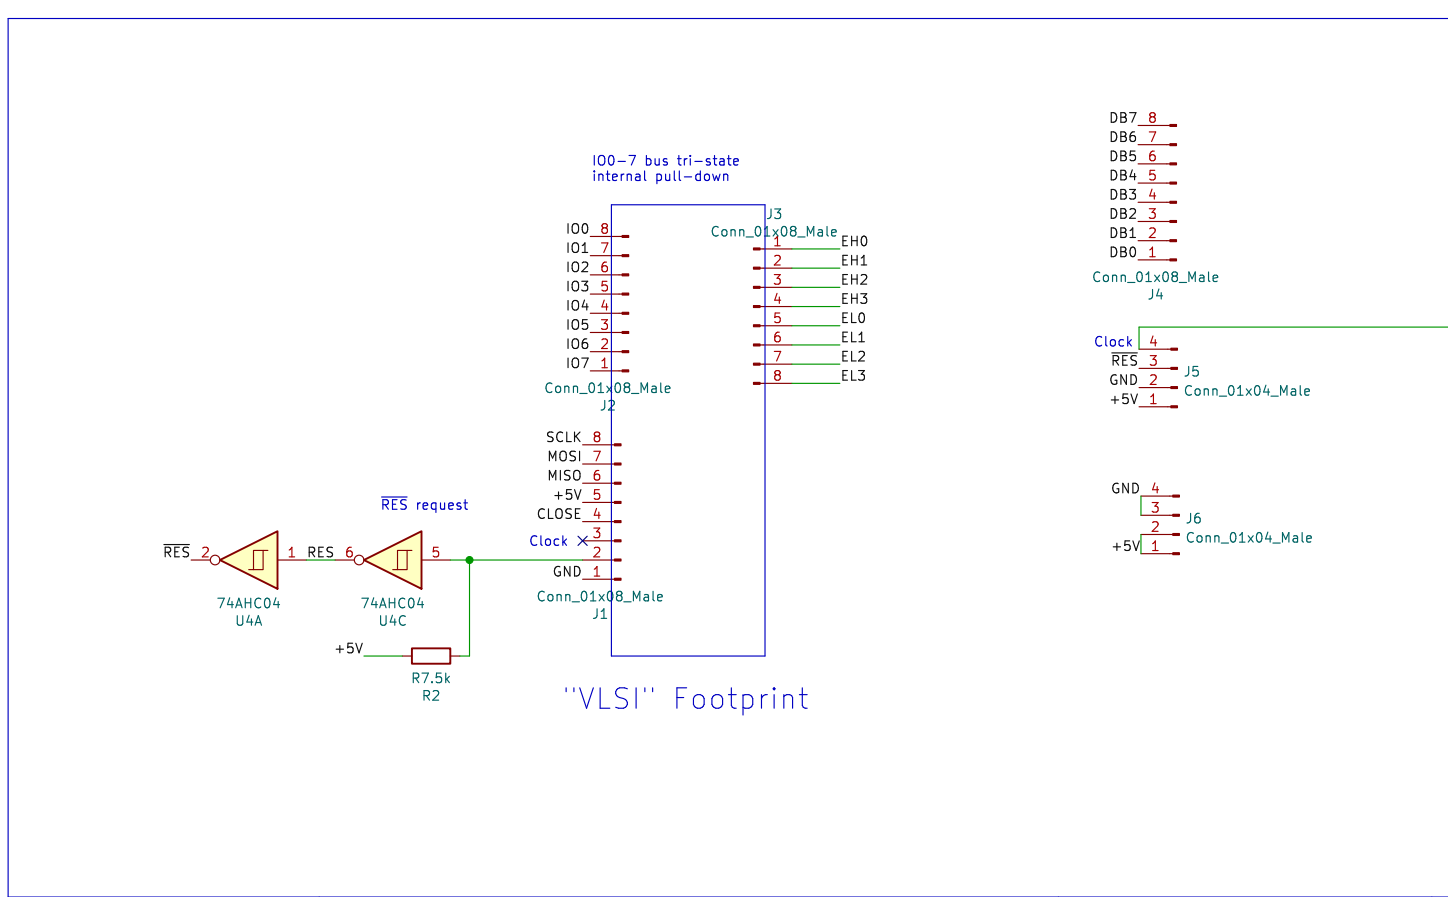 IO0-7 bus tri-state
internal pull-down
J3
Conn_01x08_Male
IO0 8
IO1 7
IO2 6
IO3 5
IO4 4
IO5 3
IO6 2
IO7 1
Conn_01x08_Male
J2
1 EH0
2 EH1
3 EH2
4 EH3
5 EL0
6 EL1
7 EL2
8 EL3
SCLK 8
MOSI 7
MISO 6
+5V 5
CLOSE 4
Clock 3
2
GND 1
Conn_01x08_Male
J1
RES request
RES 2 1 RES 6 5
74AHC04
U4A
74AHC04
U4C
+5V
R7.5k
R2
"VLSI" Footprint
DB7 8
DB6 7
DB5 6
DB4 5
DB3 4
DB2 3
DB1 2
DB0 1
Conn_01x08_Male
J4
Clock 4
RES 3
GND 2
+5V 1
J5
Conn_01x04_Male
GND 4
3
2
+5V 1
J6
Conn_01x04_Male